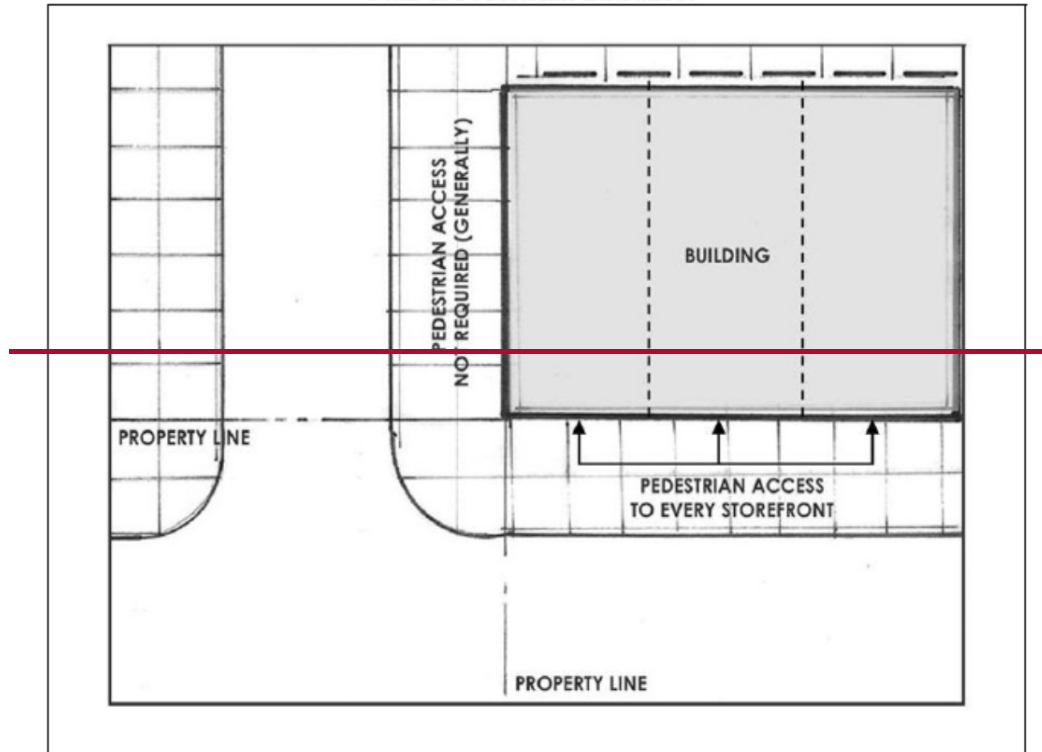 PEDESTRIAN ACCESS
NOT REQUIRED (GENERALLY)
BUILDING
PROPERTY LINE
PEDESTRIAN ACCESS
TO EVERY STOREFRONT
PROPERTY LINE